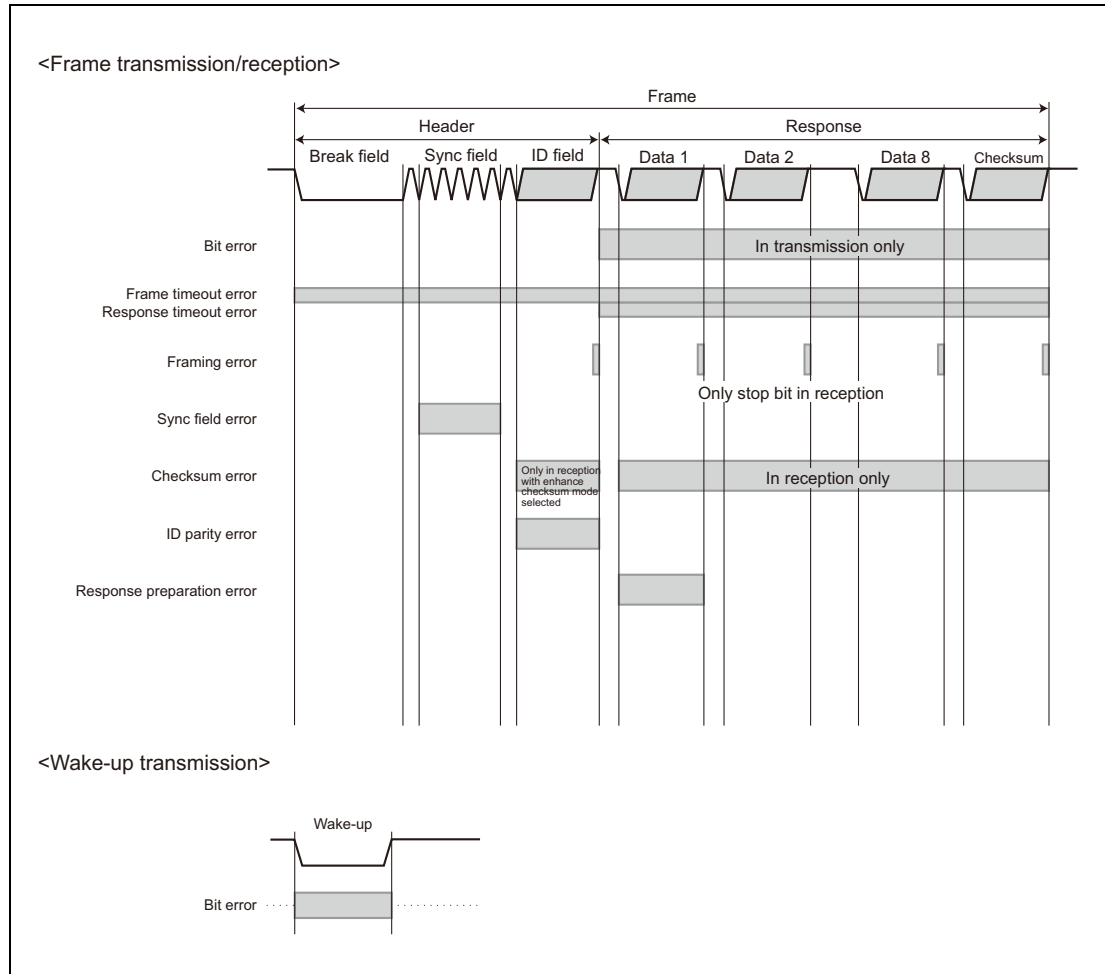 <Frame transmission/reception>
Frame
Header
Response
Break field
Sync field
ID field
Data 1
Data 2
Data 8
Checksum
Bit error
In transmission only
Frame timeout error
Response timeout error
Framing error
Only stop bit in reception
Sync field error
Checksum error
Only in reception
with enhance
checksum mode
selected
In reception only
ID parity error
Response preparation error
<Wake-up transmission>
Wake-up
Bit error